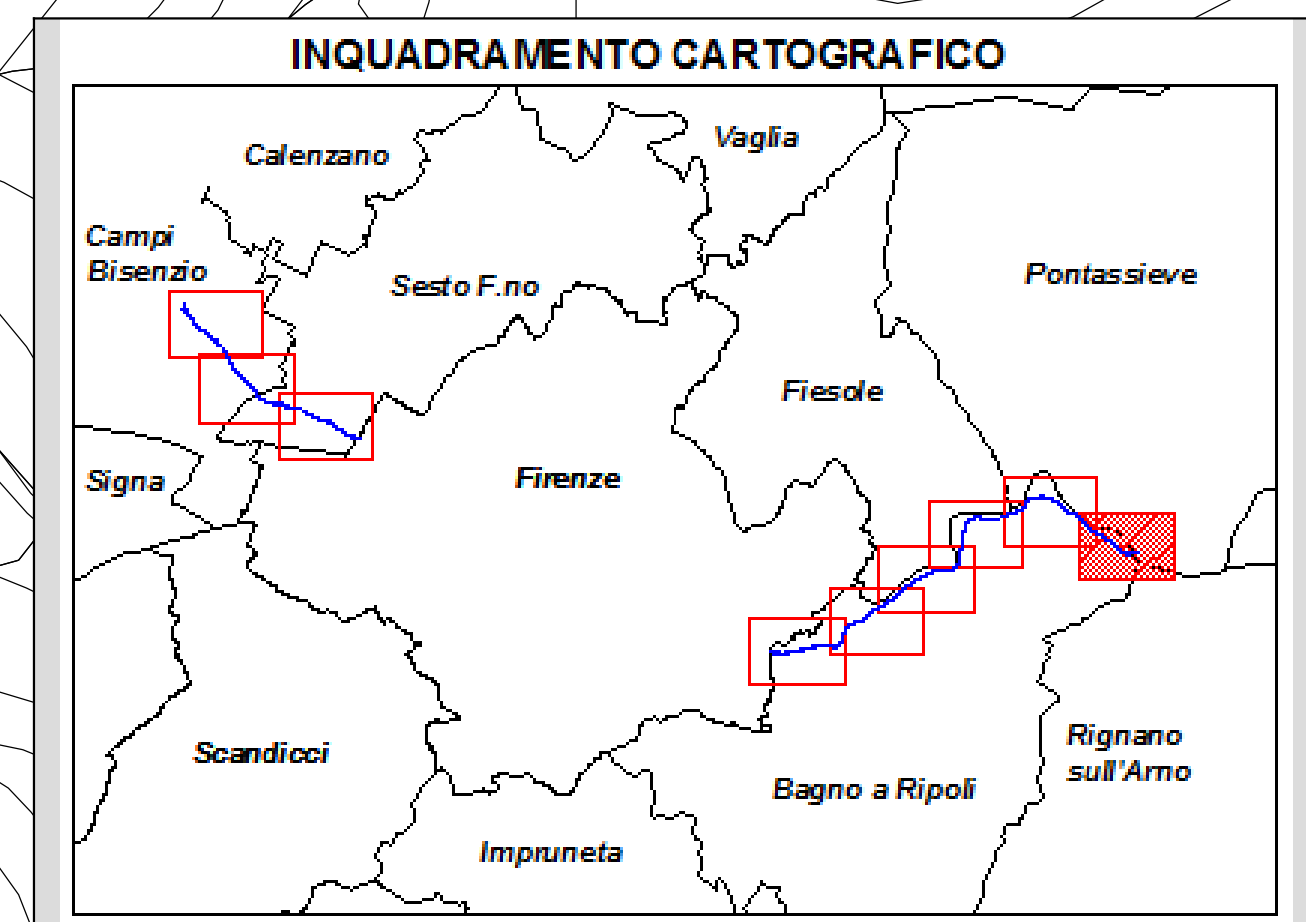 INQUADRAMENTO CARTOGRAFICO
Vaglia
Calenzano
Campi
Bisenzio
Pontassieve
Sesto F.no
Fiesole
Signa
Firenze
Scandicci
Rignano
sull'Arno
Bagno a Ripoli
Impruneta